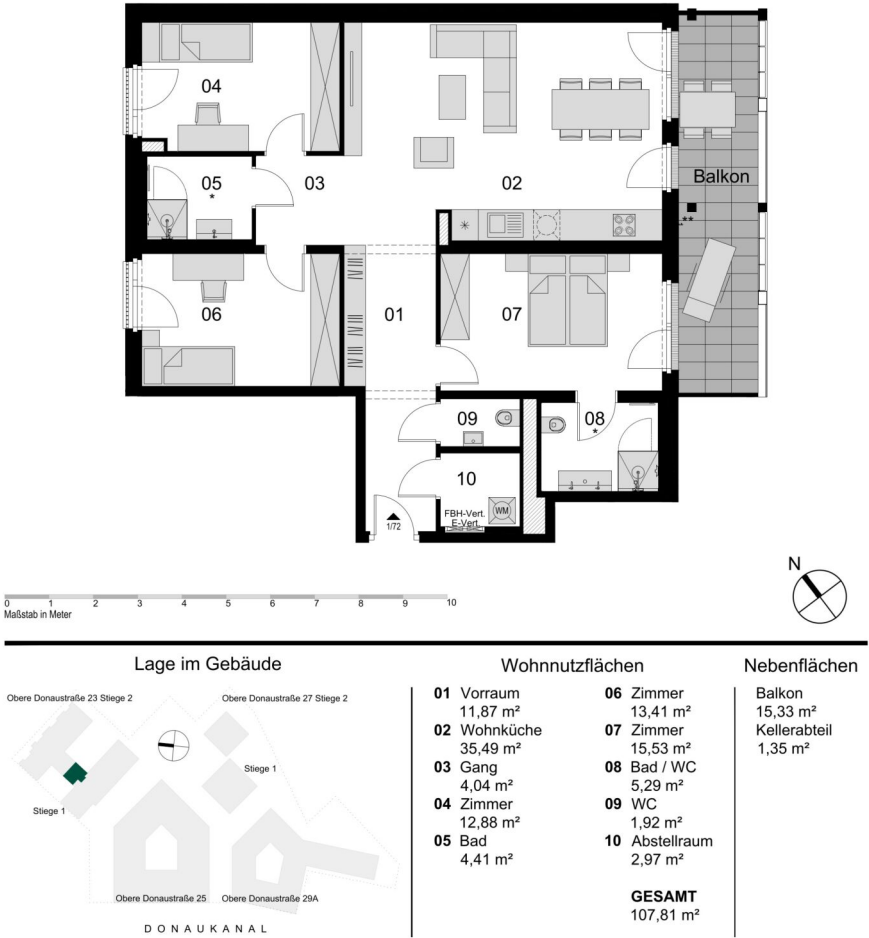 04
05
*
03
02
Balkon
*
**
06
01
07
09
08
*
10
FBH-Vert.
E-Vert.
WM
1/72
N
0 1 2 3 4 5 6 7 8 9 10
Maßstab in Meter
Lage im Gebäude
Obere Donaustraße 23 Stiege 2
Obere Donaustraße 27 Stiege 2
Stiege 1
Stiege 1
Obere Donaustraße 25
Obere Donaustraße 29A
DONAUKANAL
Wohnnutzflächen
01 Vorraum
11,87 m²
02 Wohnküche
35,49 m²
03 Gang
4,04 m²
04 Zimmer
12,88 m²
05 Bad
4,41 m²
06 Zimmer
13,41 m²
07 Zimmer
15,53 m²
08 Bad / WC
5,29 m²
09 WC
1,92 m²
10 Abstellraum
2,97 m²
GESAMT
107,81 m²
Nebenflächen
Balkon
15,33 m²
Kellerabteil
1,35 m²